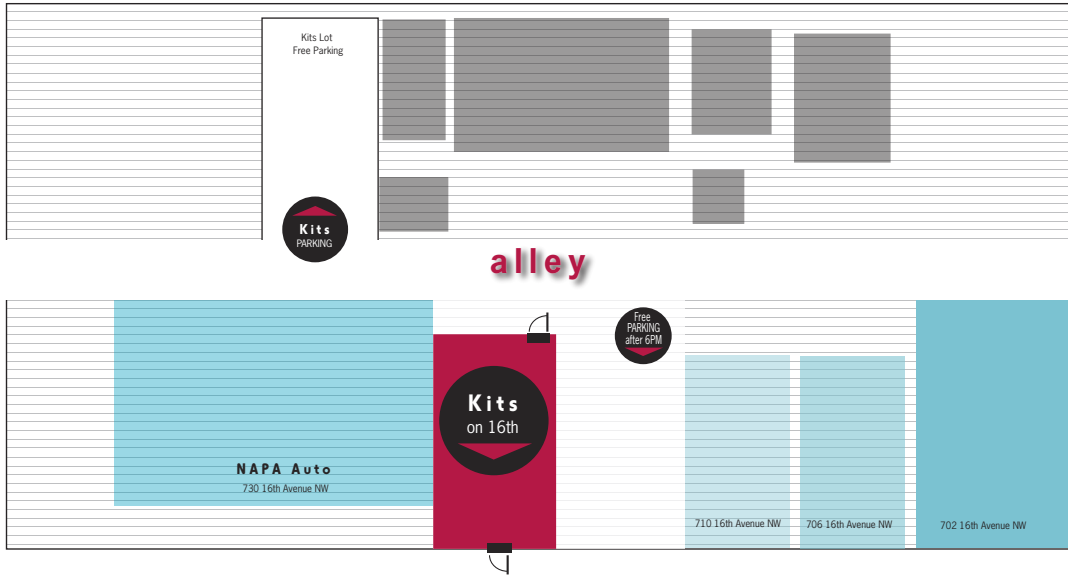 Kits Lot
Free Parking
Kits
PARKING
alley
Free
PARKING
after 6PM
Kits
on 16th
NAPA Auto
730 16th Avenue NW
710 16th Avenue NW
706 16th Avenue NW
702 16th Avenue NW